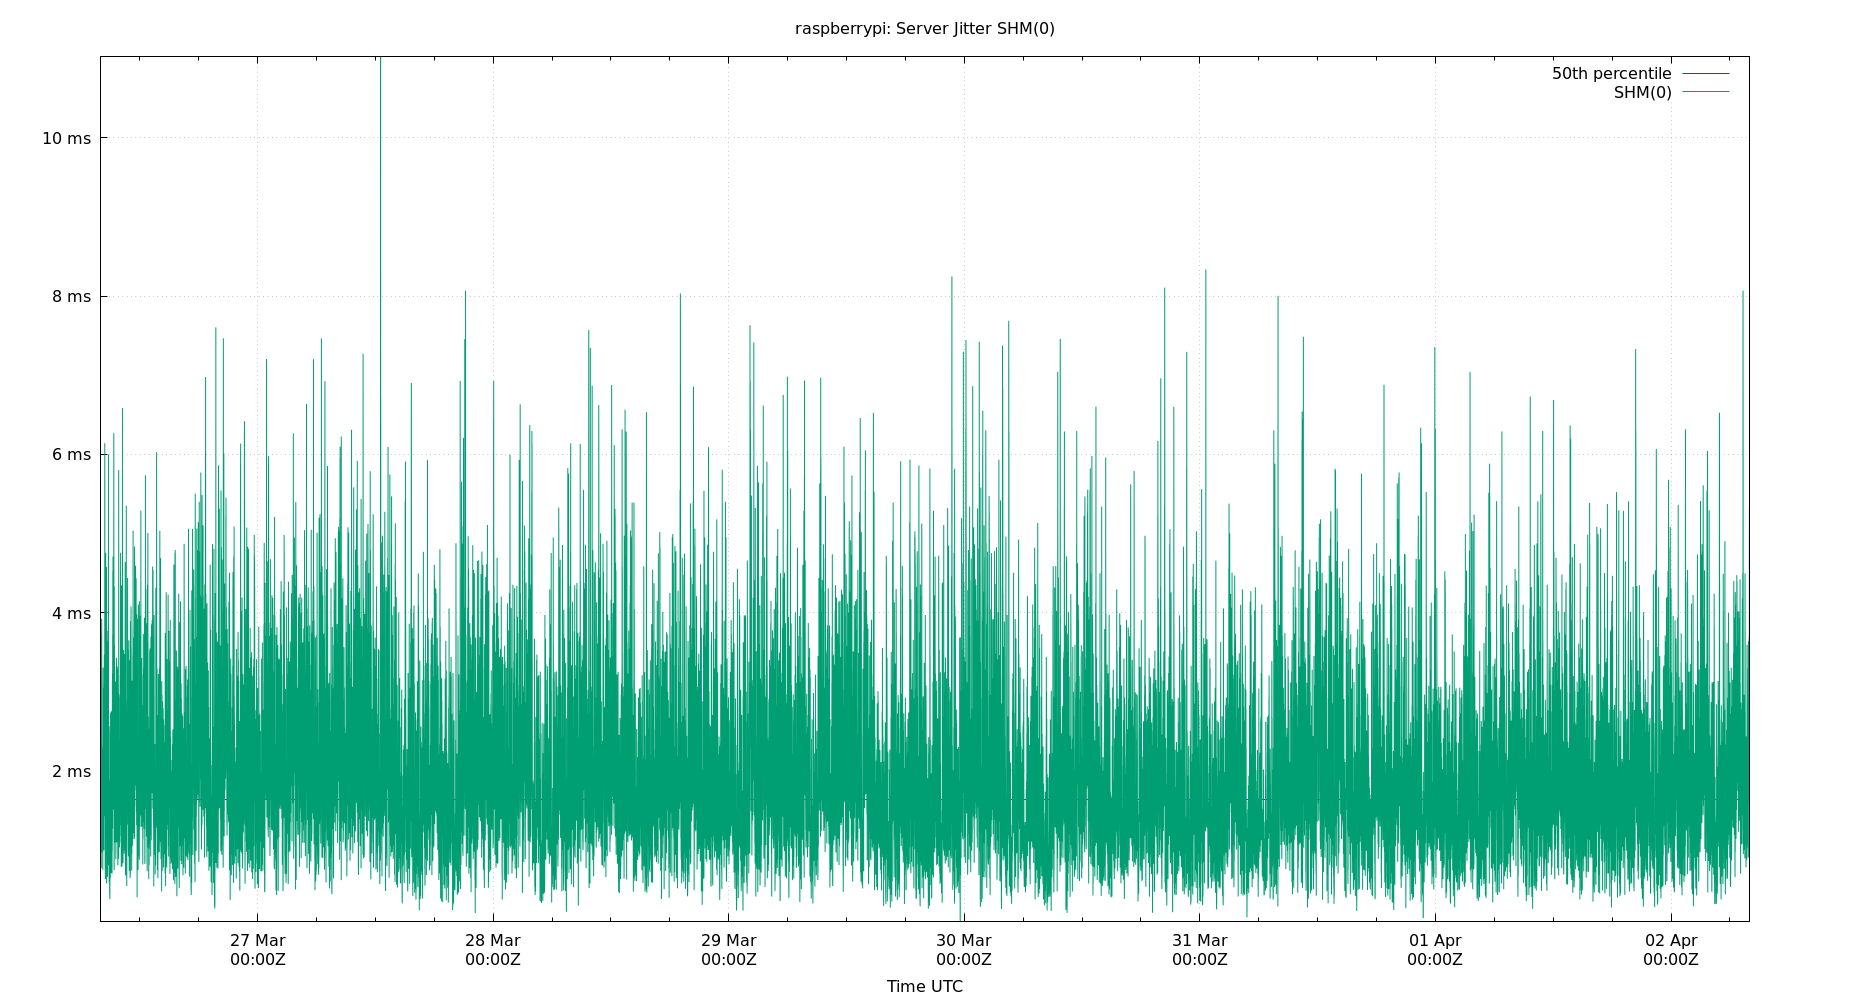 raspberrypi: Server Jitter SHM(0)
50th percentile
SHM(0)
10 ms
8 ms
6 ms
4 ms
2 ms
27 Mar
00:00Z
28 Mar
00:00Z
29 Mar
00:00Z
30 Mar
00:00Z
31 Mar
00:00Z
01 Apr
00:00Z
02 Apr
00:00Z
Time UTC